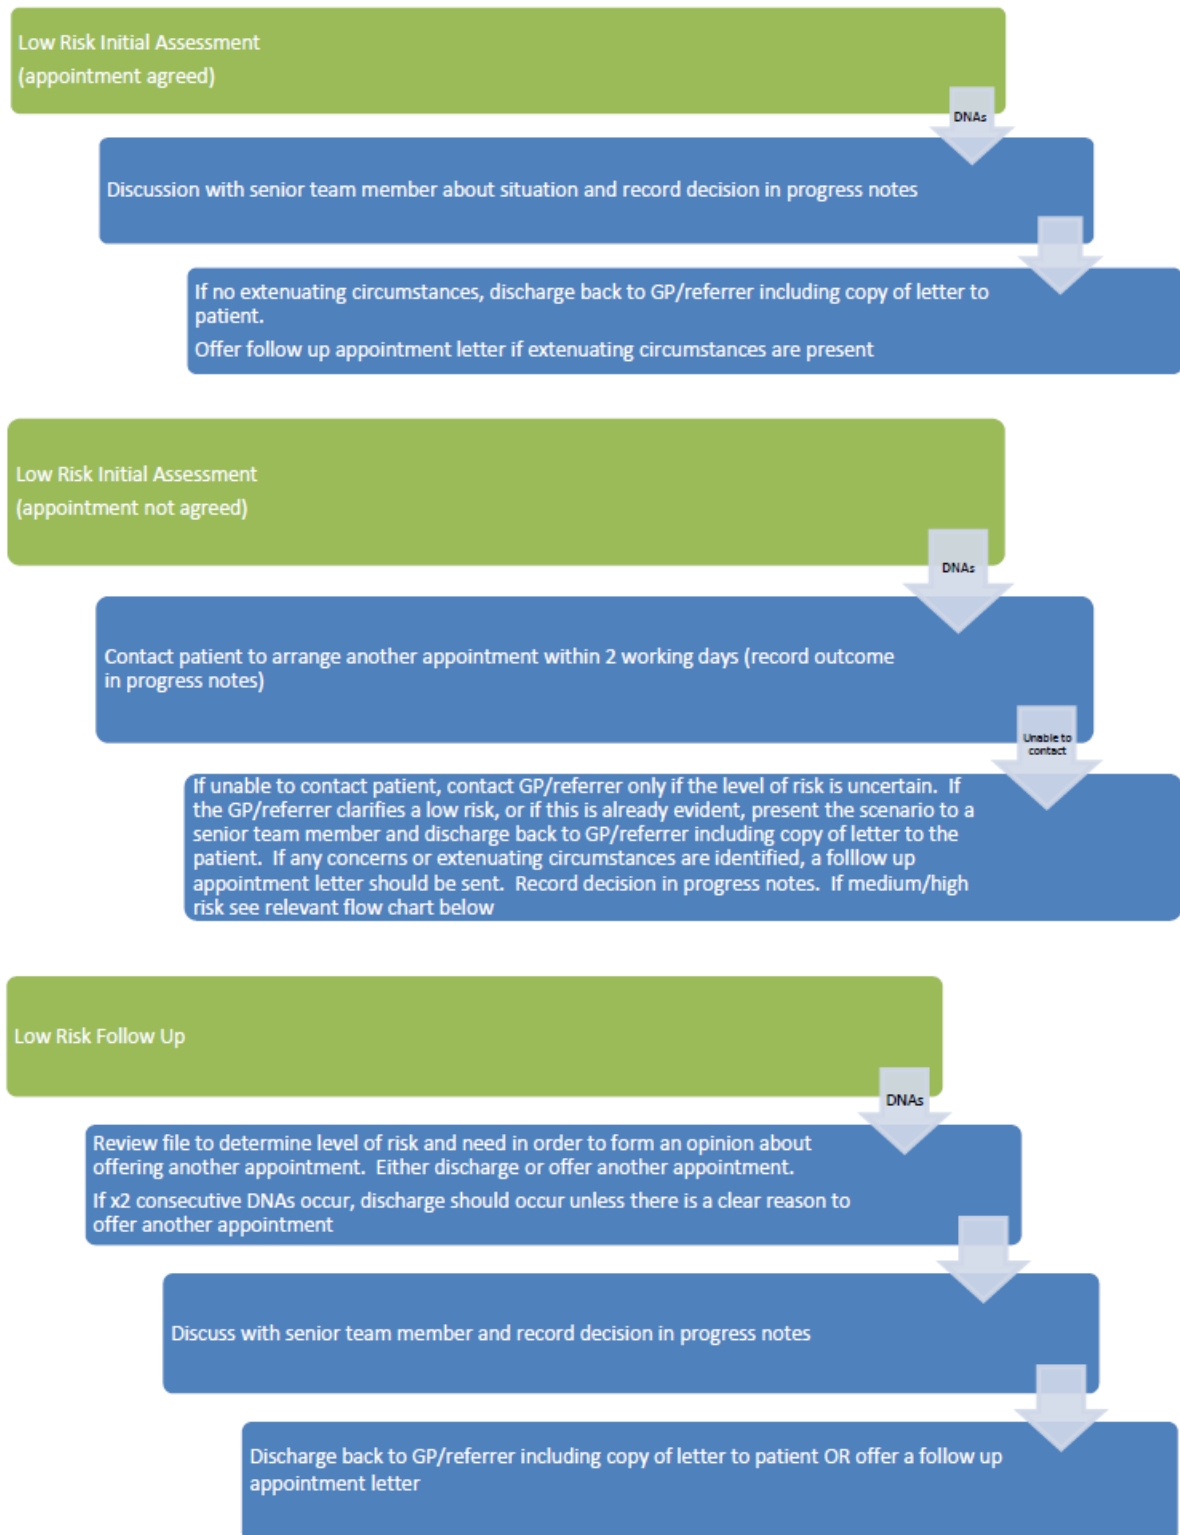 Low Risk Initial Assessment
(appointment agreed)
DNAs
Discussion with senior team member about situation and record decision in progress notes
If no extenuating circumstances, discharge back to GP/referrer including copy of letter to
patient.
Offer follow up appointment letter if extenuating circumstances are present
Low Risk Initial Assessment
(appointment not agreed)
DNAs
Contact patient to arrange another appointment within 2 working days (record outcome
in progress notes)
Unable to
contact
If unable to contact patient, contact GP/referrer only if the level of risk is uncertain.  If
the GP/referrer clarifies a low risk, or if this is already evident, present the scenario to a
senior team member and discharge back to GP/referrer including copy of letter to the
patient.  If any concerns or extenuating circumstances are identified, a folllow up
appointment letter should be sent.  Record decision in progress notes.  If medium/high
risk see relevant flow chart below
Low Risk Follow Up
DNAs
Review file to determine level of risk and need in order to form an opinion about
offering another appointment.  Either discharge or offer another appointment.
If x2 consecutive DNAs occur, discharge should occur unless there is a clear reason to
offer another appointment
Discuss with senior team member and record decision in progress notes
Discharge back to GP/referrer including copy of letter to patient OR offer a follow up
appointment letter